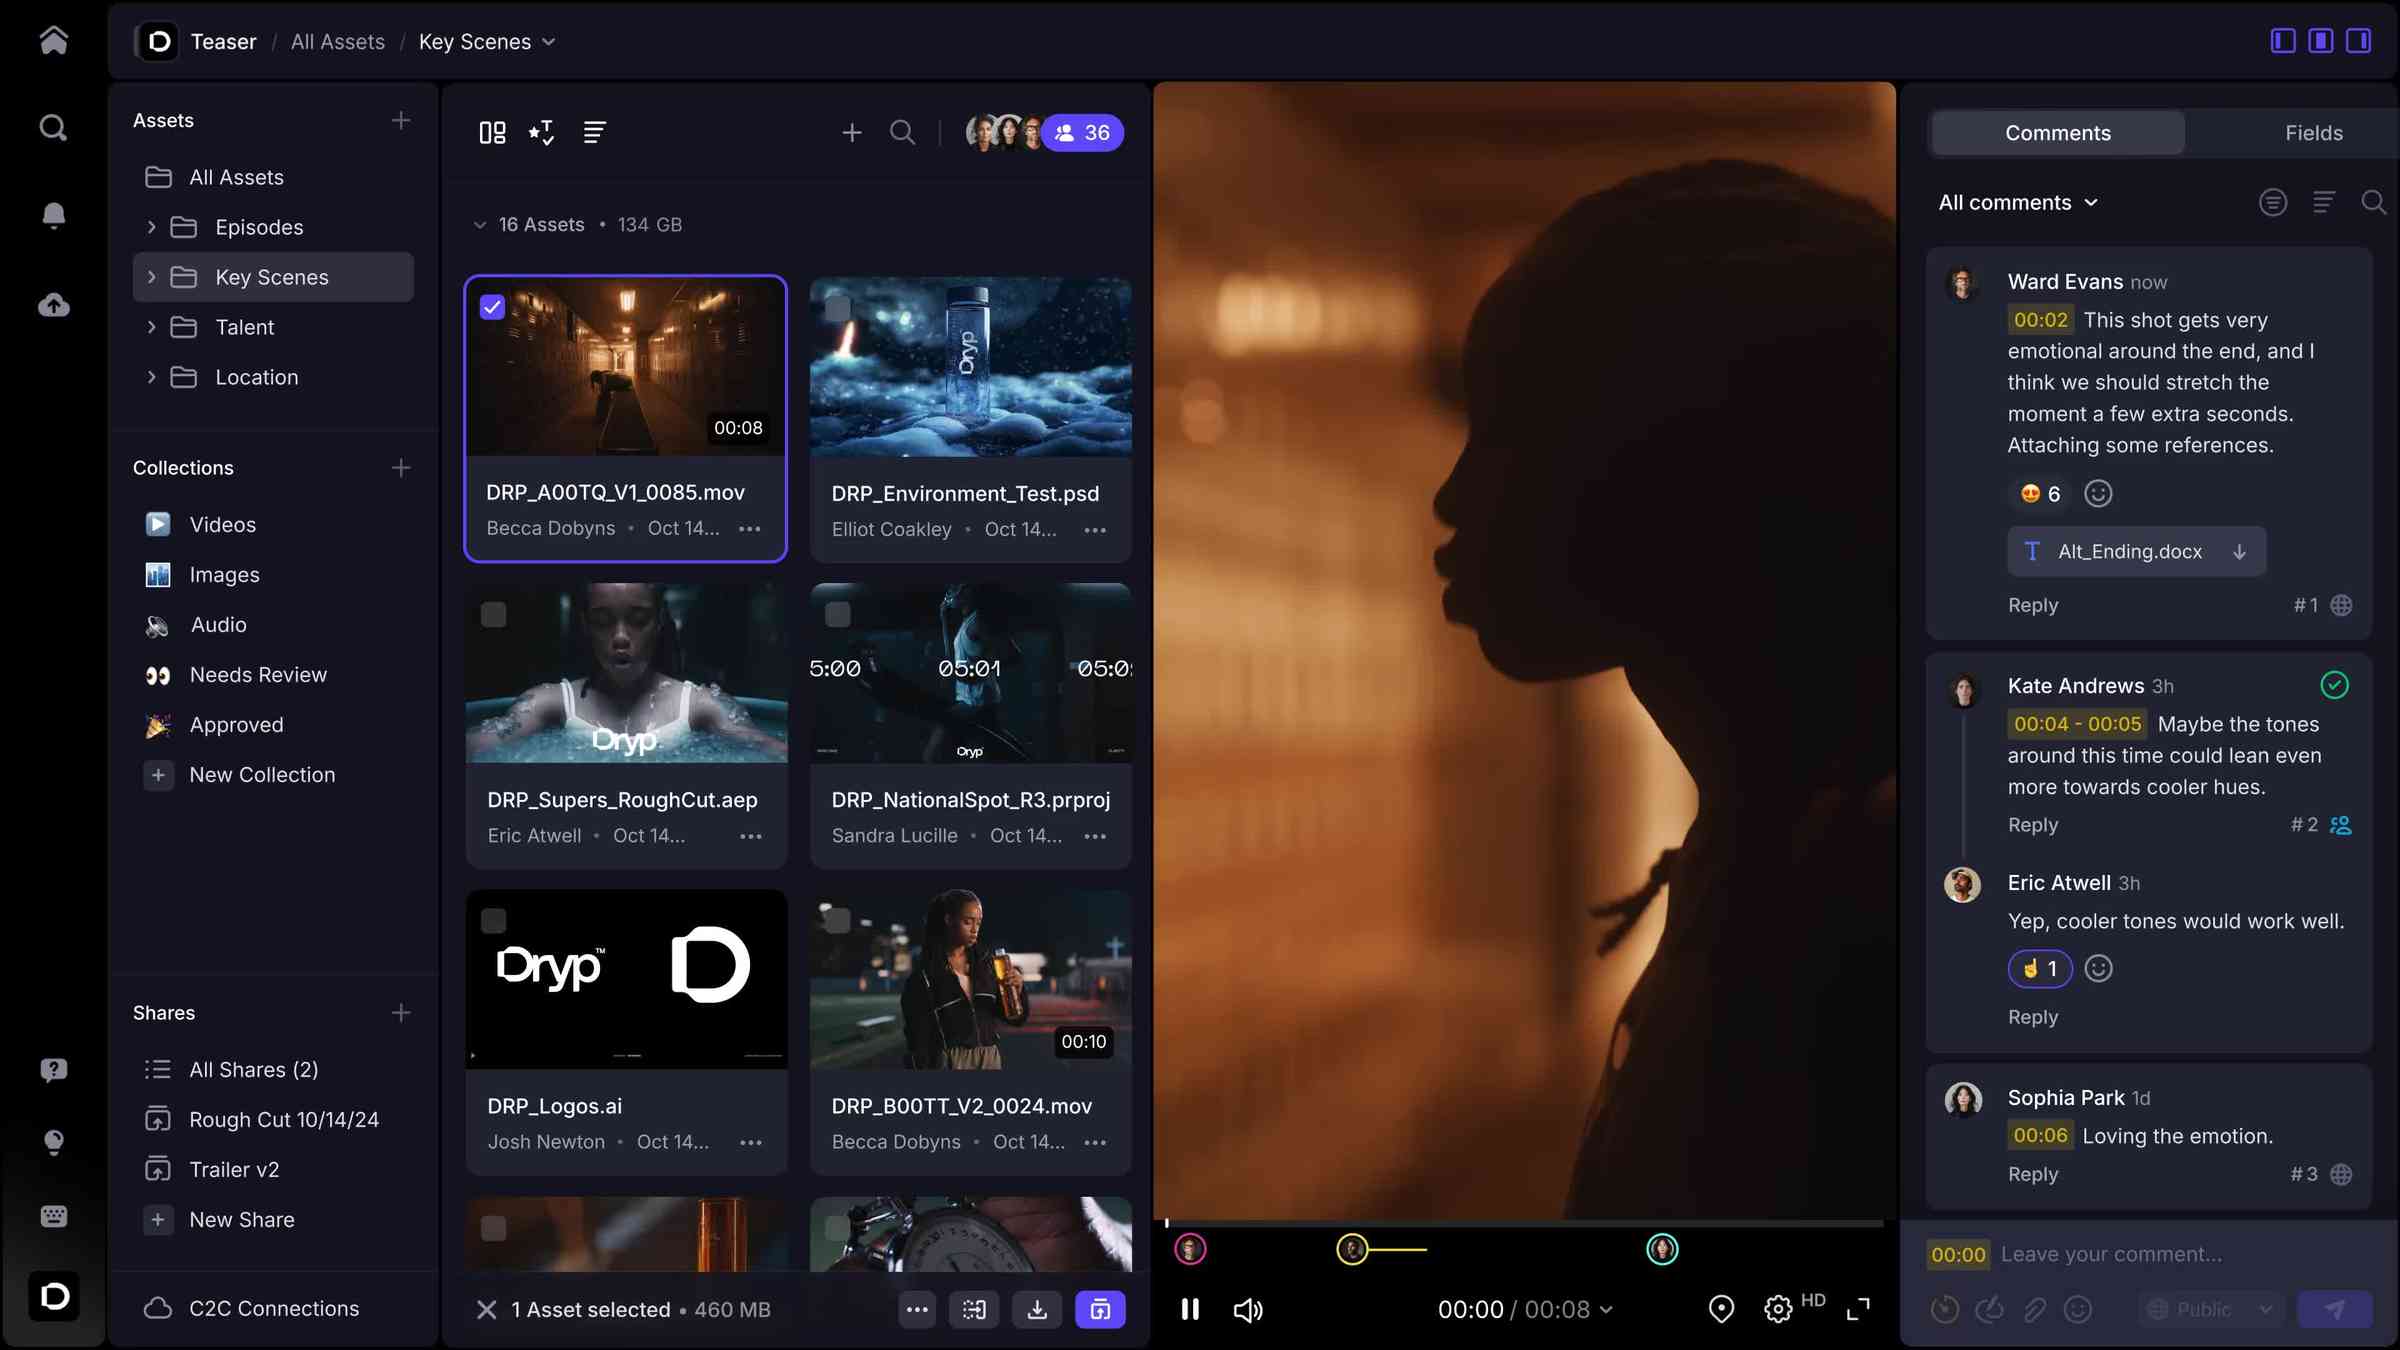 Teaser / All Assets / Key Scenes
Assets
All Assets
Episodes
Key Scenes
Talent
Location
Collections
Videos
Images
Audio
Needs Review
Approved
New Collection
Shares
All Shares (2)
Rough Cut 10/14/24
Trailer v2
New Share
C2C Connections
36
16 Assets • 134 GB
00:08
DRP_A00TQ_V1_0085.mov
Becca Dobyns • Oct 14...
Dryp
DRP_Environment_Test.psd
Elliot Coakley • Oct 14...
Dryp
DRP_Supers_RoughCut.aep
Eric Atwell • Oct 14...
5:00 05:01 05:0
Dryp
DRP_NationalSpot_R3.prproj
Sandra Lucille • Oct 14...
Dryp™ D
DRP_Logos.ai
Josh Newton • Oct 14...
00:10
DRP_B00TT_V2_0024.mov
Becca Dobyns • Oct 14...
1 Asset selected • 460 MB
00:00 / 00:08
HD
Comments Fields
All comments
Ward Evans now
00:02 This shot gets very
emotional around the end, and I
think we should stretch the
moment a few extra seconds.
Attaching some references.
6
Alt_Ending.docx
Reply #1
Kate Andrews 3h
00:04 - 00:05 Maybe the tones
around this time could lean even
more towards cooler hues.
Reply #2
Eric Atwell 3h
Yep, cooler tones would work well.
1
Reply
Sophia Park 1d
00:06 Loving the emotion.
Reply #3
00:00 Leave your comment...
Public